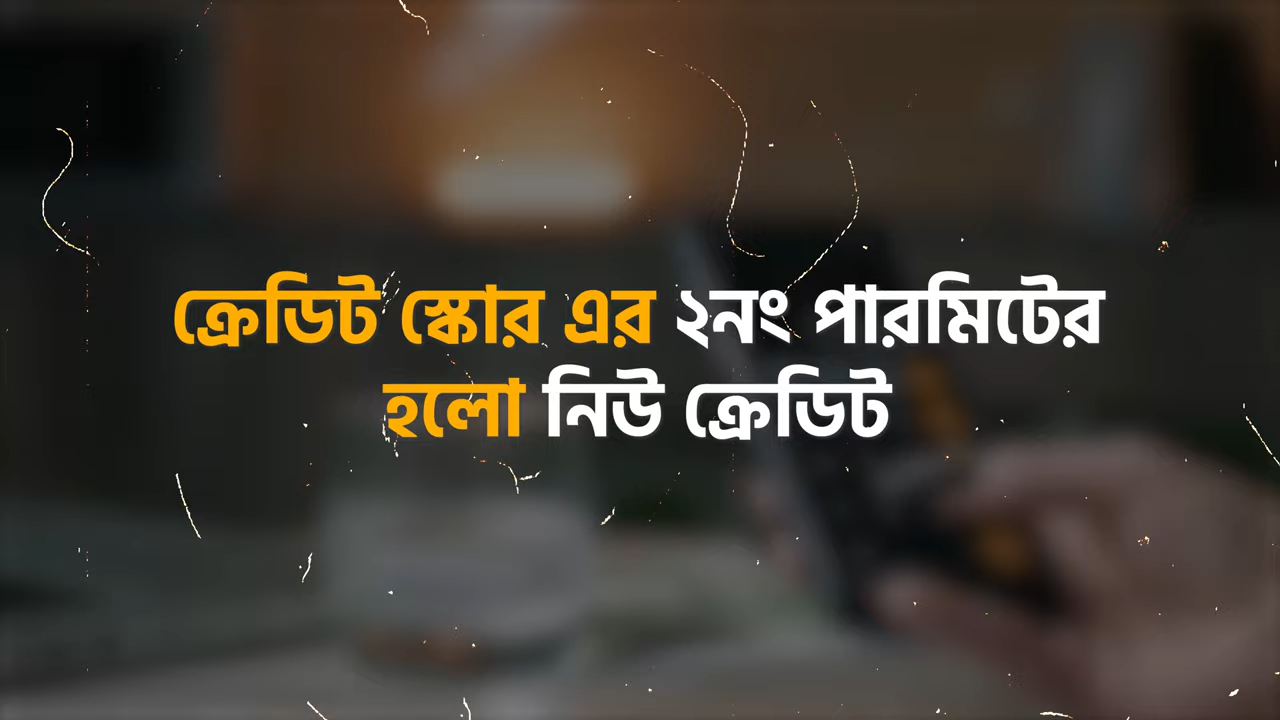 ক্রেডিট স্কোর এর ২নং পারমিটের
হলো নিউ ক্রেডিট